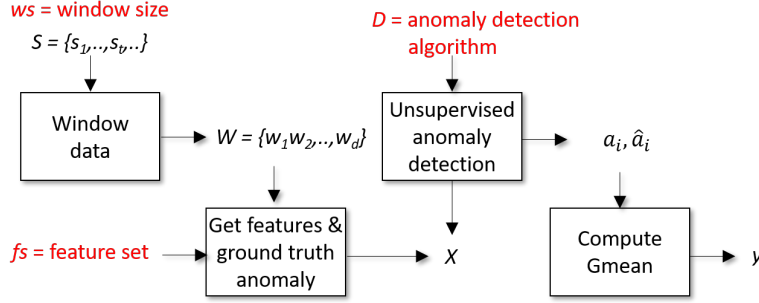 ws = window size
S = {s1,..,st,..}
D = anomaly detection
algorithm
Window
data
W = {w1w2,..,wd}
Unsupervised
anomaly
detection
ai, âi
fs = feature set
Get features &
ground truth
anomaly
X
Compute
Gmean
y